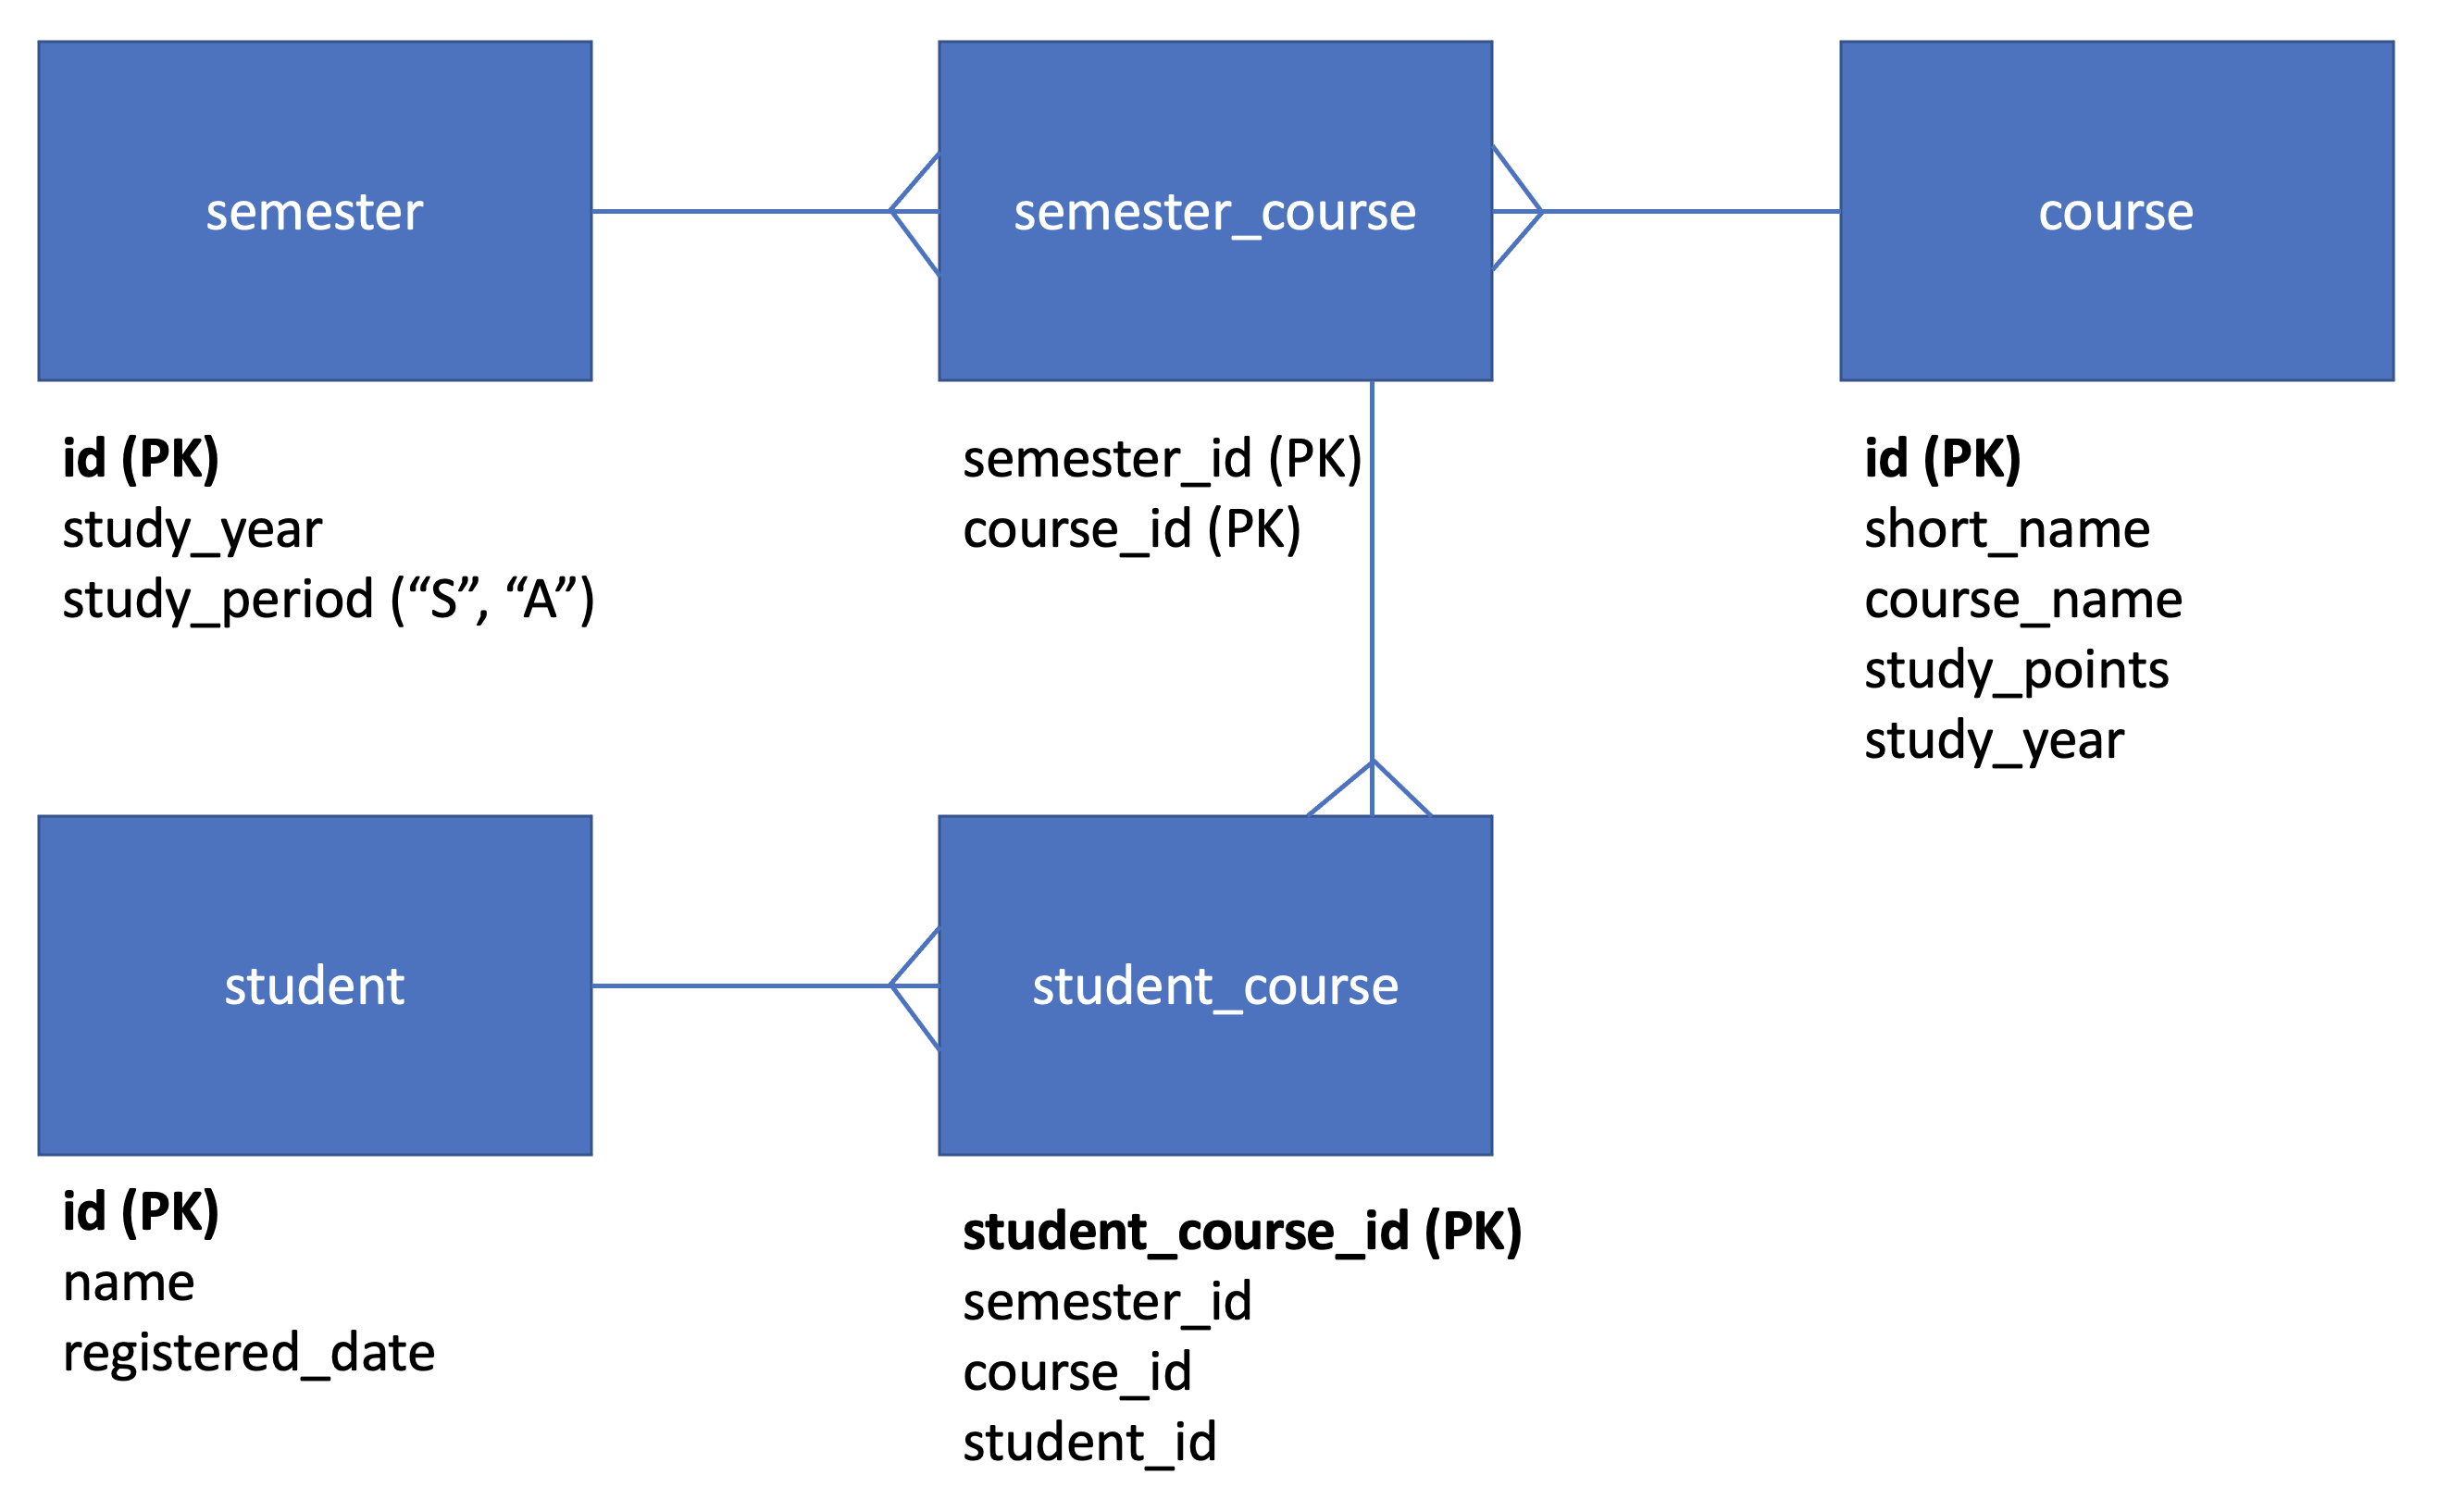 semester
semester_course
course
id (PK)
study_year
study_period (“S”, “A”)
semester_id (PK)
course_id (PK)
id (PK)
short_name
course_name
study_points
study_year
student
student_course
id (PK)
name
registered_date
student_course_id (PK)
semester_id
course_id
student_id